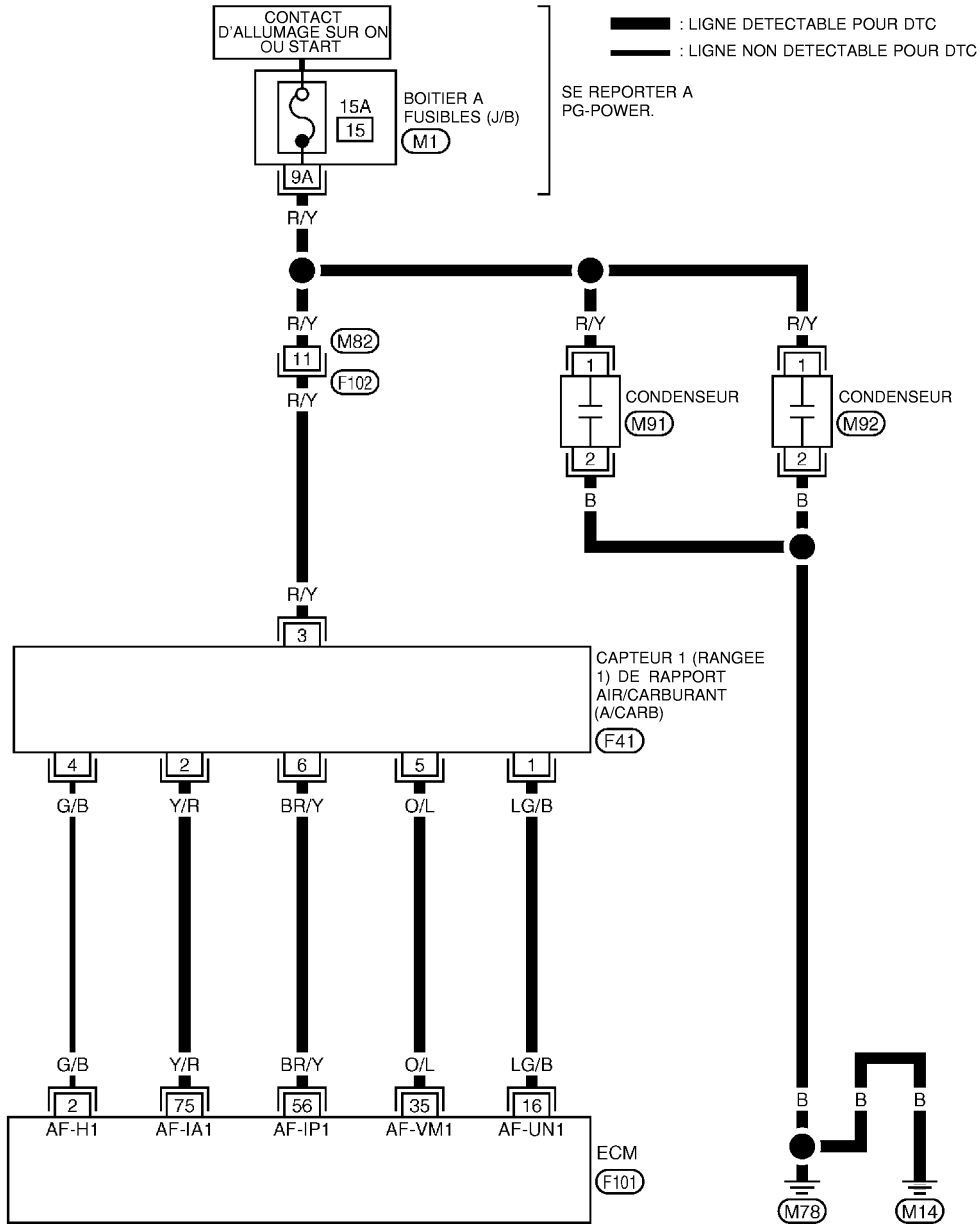 CONTACT
D'ALLUMAGE SUR ON
OU START
: LIGNE DETECTABLE POUR DTC
: LIGNE NON DETECTABLE POUR DTC
15A
15
BOITIER A
FUSIBLES (J/B)
M1
SE REPORTER A
PG-POWER.
9A
R/Y
R/Y
R/Y
R/Y
11
M82
F102
R/Y
1
1
CONDENSEUR
M91
CONDENSEUR
M92
2
2
B
B
R/Y
3
CAPTEUR 1 (RANGEE
1) DE RAPPORT
AIR/CARBURANT
(A/CARB)
F41
4
2
6
5
1
G/B
Y/R
BR/Y
O/L
LG/B
G/B
Y/R
BR/Y
O/L
LG/B
2
75
56
35
16
AF-H1
AF-IA1
AF-IP1
AF-VM1
AF-UN1
ECM
F101
B
B
B
M78
M14